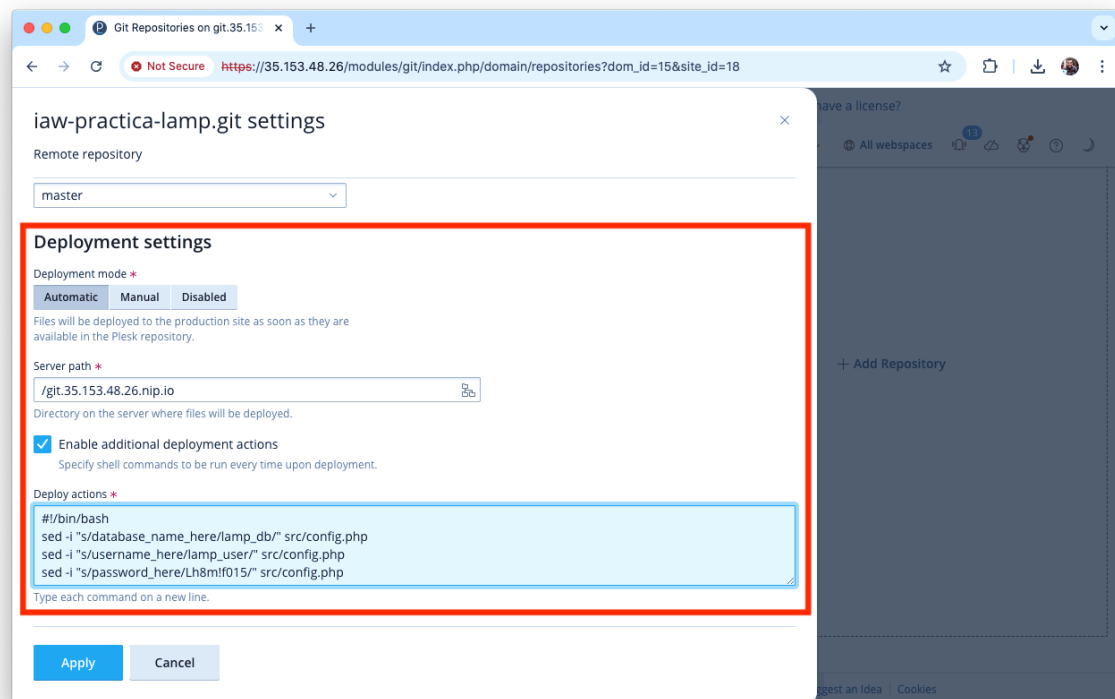 Git Repositories on git.35.153
Not Secure https://35.153.48.26/modules/git/index.php/domain/repositories?dom_id=15&site_id=18
iaw-practica-lamp.git settings
have a license?
13
All webspaces
Remote repository
master
Deployment settings
Deployment mode *
Automatic Manual Disabled
Files will be deployed to the production site as soon as they are
available in the Plesk repository.
+ Add Repository
Server path *
/git.35.153.48.26.nip.io
Directory on the server where files will be deployed.
Enable additional deployment actions
Specify shell commands to be run every time upon deployment.
Deploy actions *
#!/bin/bash
sed -i "s/database_name_here/lamp_db/" src/config.php
sed -i "s/username_here/lamp_user/" src/config.php
sed -i "s/password_here/Lh8m!f015/" src/config.php
Type each command on a new line.
Apply Cancel
an Idea Cookies